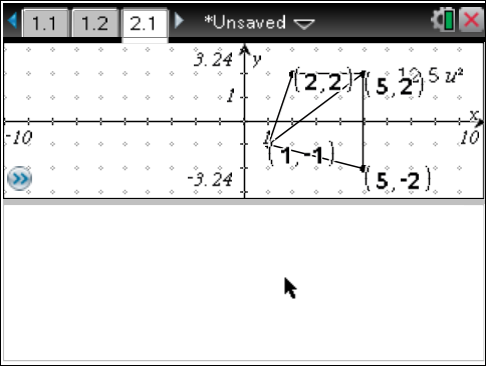 1.1 1.2 2.1 *Unsaved
3.24 y
(2,2) (5,2) 12.5 u²
1
x
-10 1 10
(1,-1)
-3.24 (5,-2)